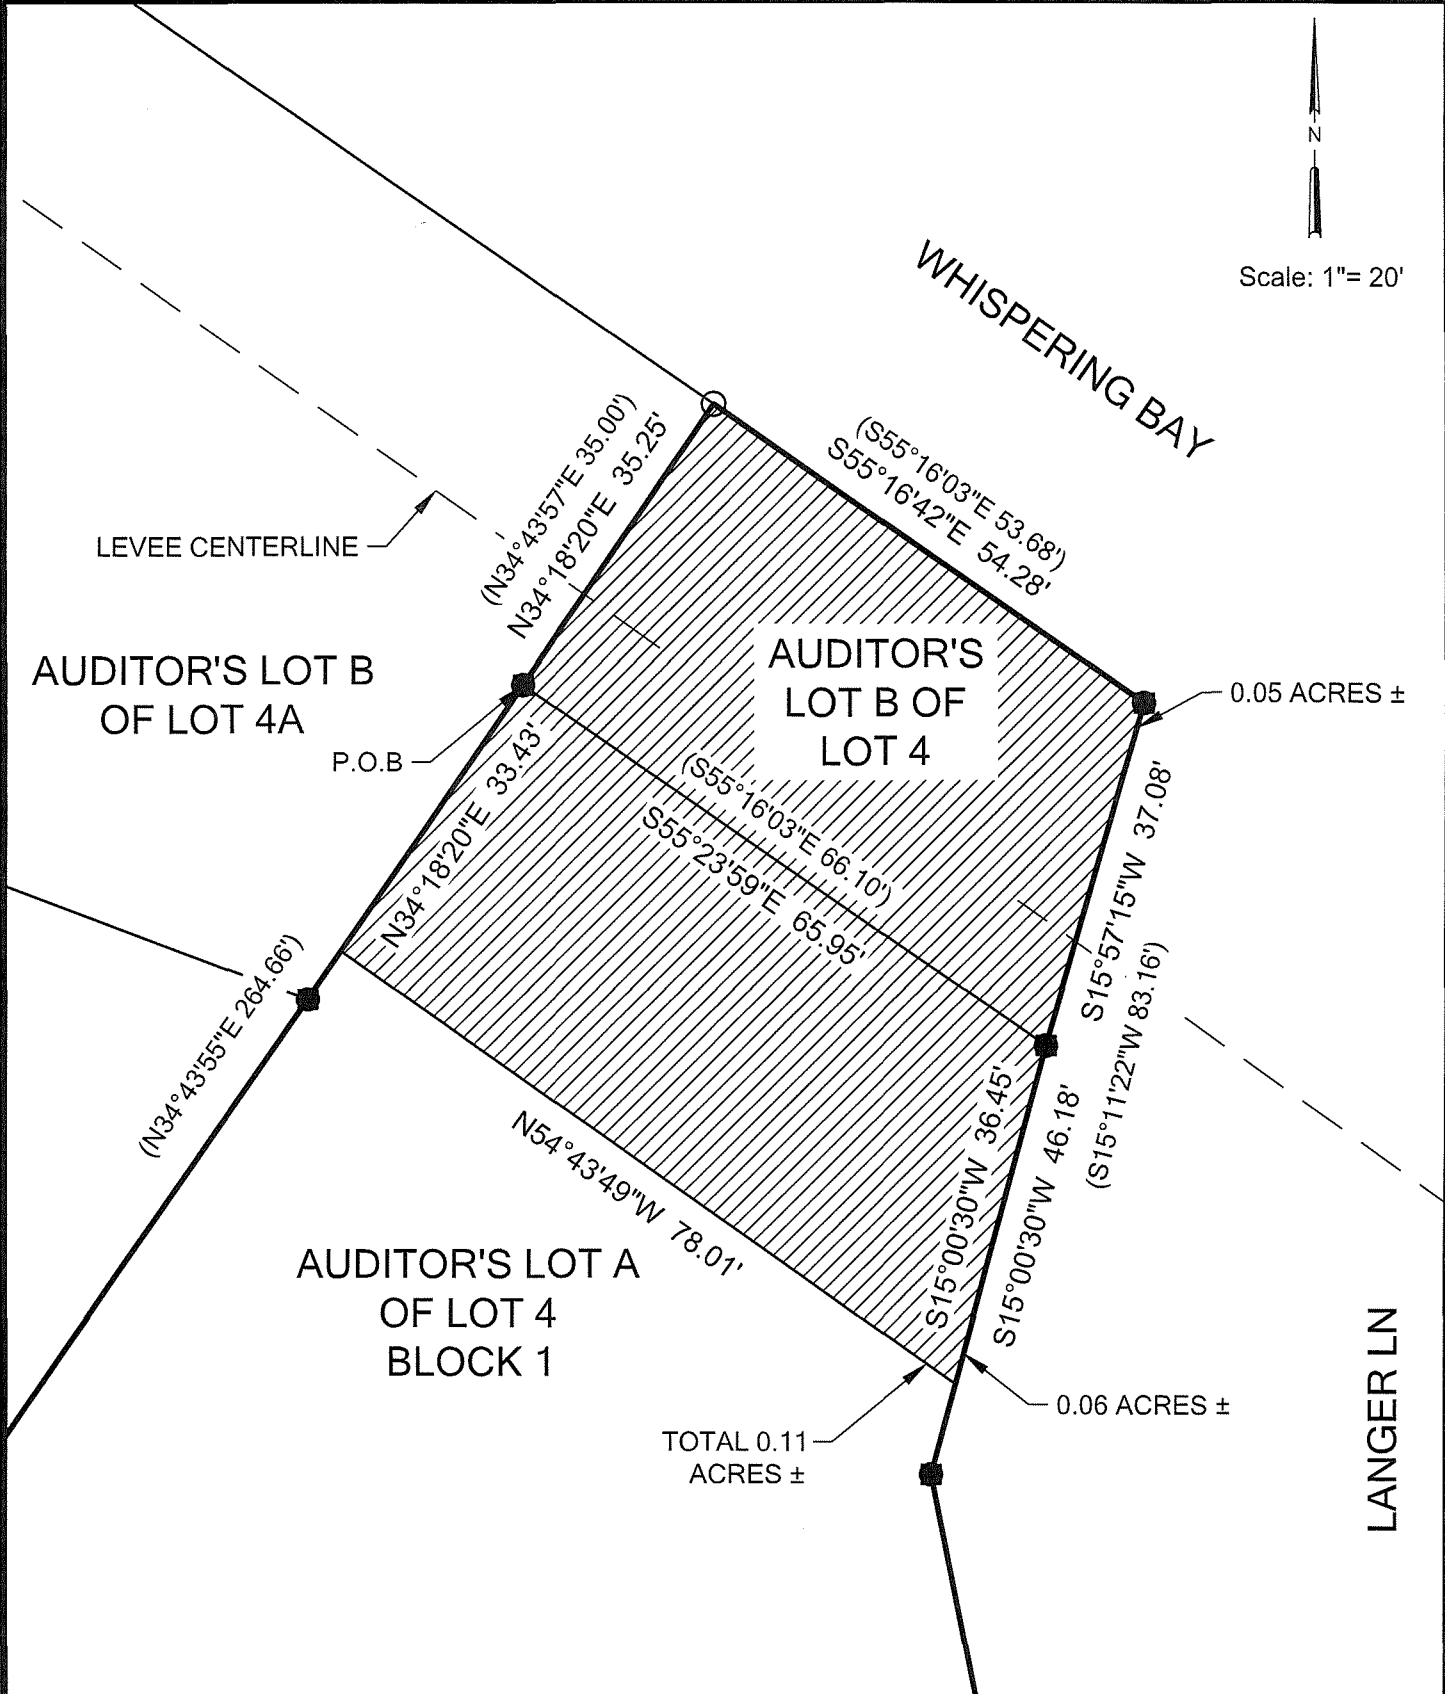 N
Scale: 1"= 20'
WHISPERING BAY
(S55°16'03"E 53.68')
S55°16'42"E 54.28'
(N34°43'57"E 35.00')
N34°18'20"E 35.25'
LEVEE CENTERLINE
AUDITOR'S LOT B
OF LOT 4A
AUDITOR'S
LOT B OF
LOT 4
0.05 ACRES ±
P.O.B
N34°18'20"E 33.43'
(S55°16'03"E 66.10')
S55°23'59"E 65.95'
S15°57'15"W 37.08'
(S15°11'22"W 83.16')
(N34°43'55"E 264.66')
S15°00'30"W 36.45'
S15°00'30"W 46.18'
N54°43'49"W 78.01'
AUDITOR'S LOT A
OF LOT 4
BLOCK 1
0.06 ACRES ±
TOTAL 0.11
ACRES ±
LANGER LN